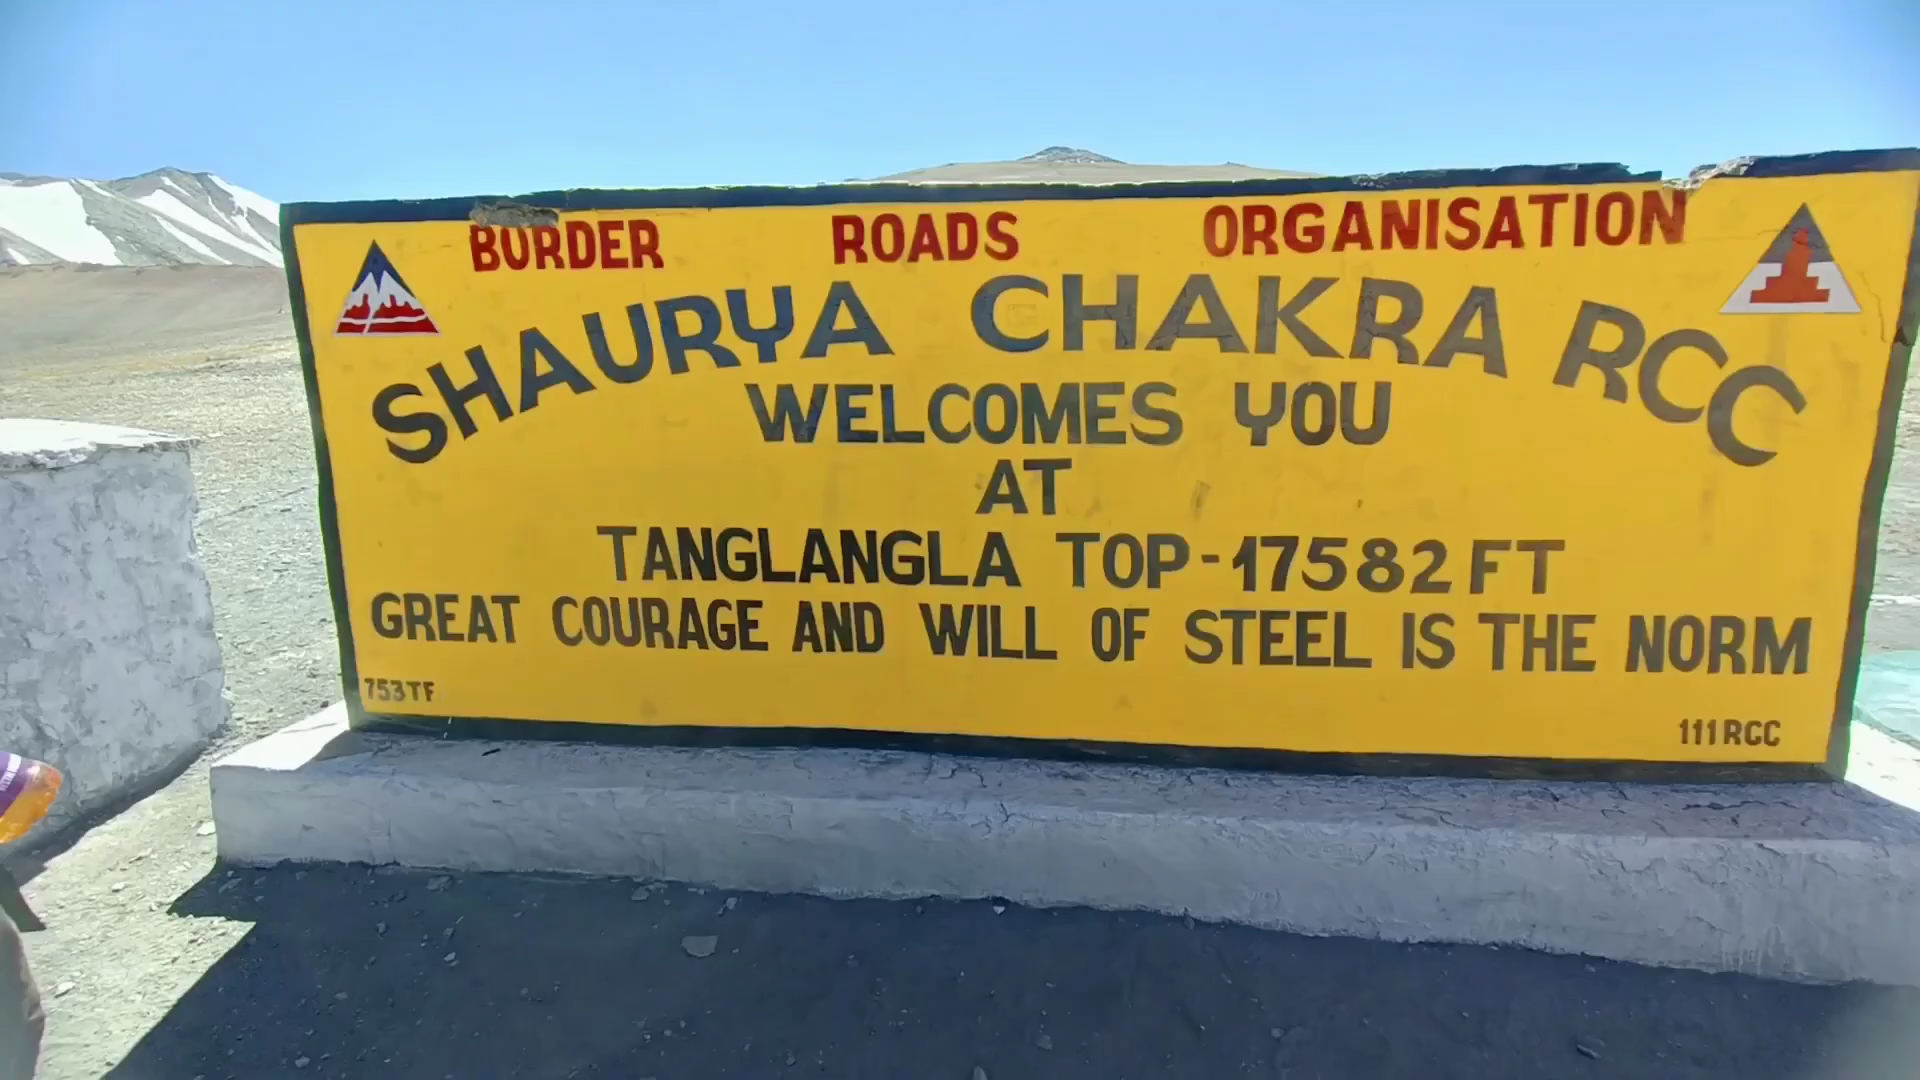 BORDER ROADS ORGANISATION
SHAURYA CHAKRA RCC
WELCOMES YOU
AT
TANGLANGLA TOP-17582 FT
GREAT COURAGE AND WILL OF STEEL IS THE NORM
753TF
111 RCC